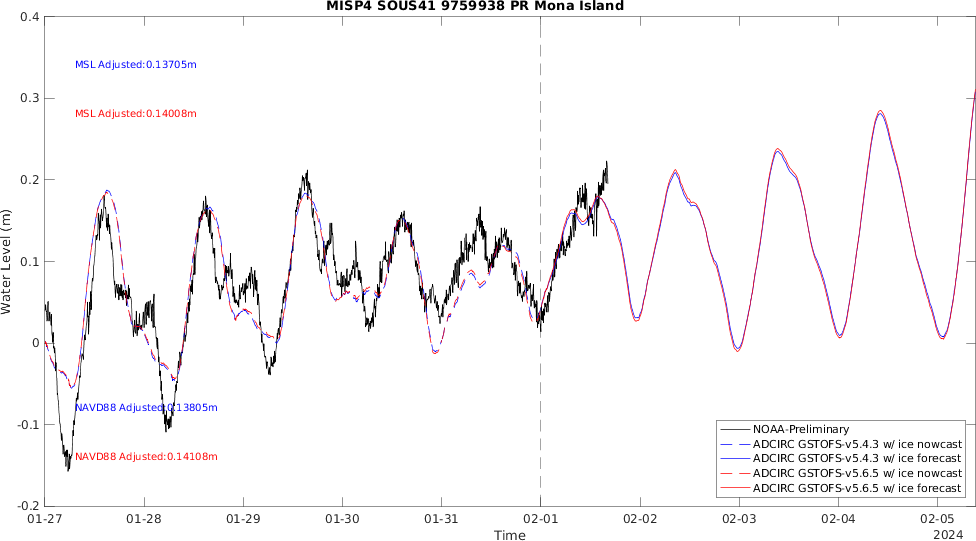 MISP4 SOUS41 9759938 PR Mona Island
0.4
0.3
0.2
0.1
0
-0.1
-0.2
Water Level (m)
MSL Adjusted:0.13705m
MSL Adjusted:0.14008m
NAVD88 Adjusted:0.13805m
NAVD88 Adjusted:0.14108m
NOAA-Preliminary
ADCIRC GSTOFS-v5.4.3 w/ ice nowcast
ADCIRC GSTOFS-v5.4.3 w/ ice forecast
ADCIRC GSTOFS-v5.6.5 w/ ice nowcast
ADCIRC GSTOFS-v5.6.5 w/ ice forecast
01-27 01-28 01-29 01-30 01-31 02-01 02-02 02-03 02-04 02-05
2024
Time